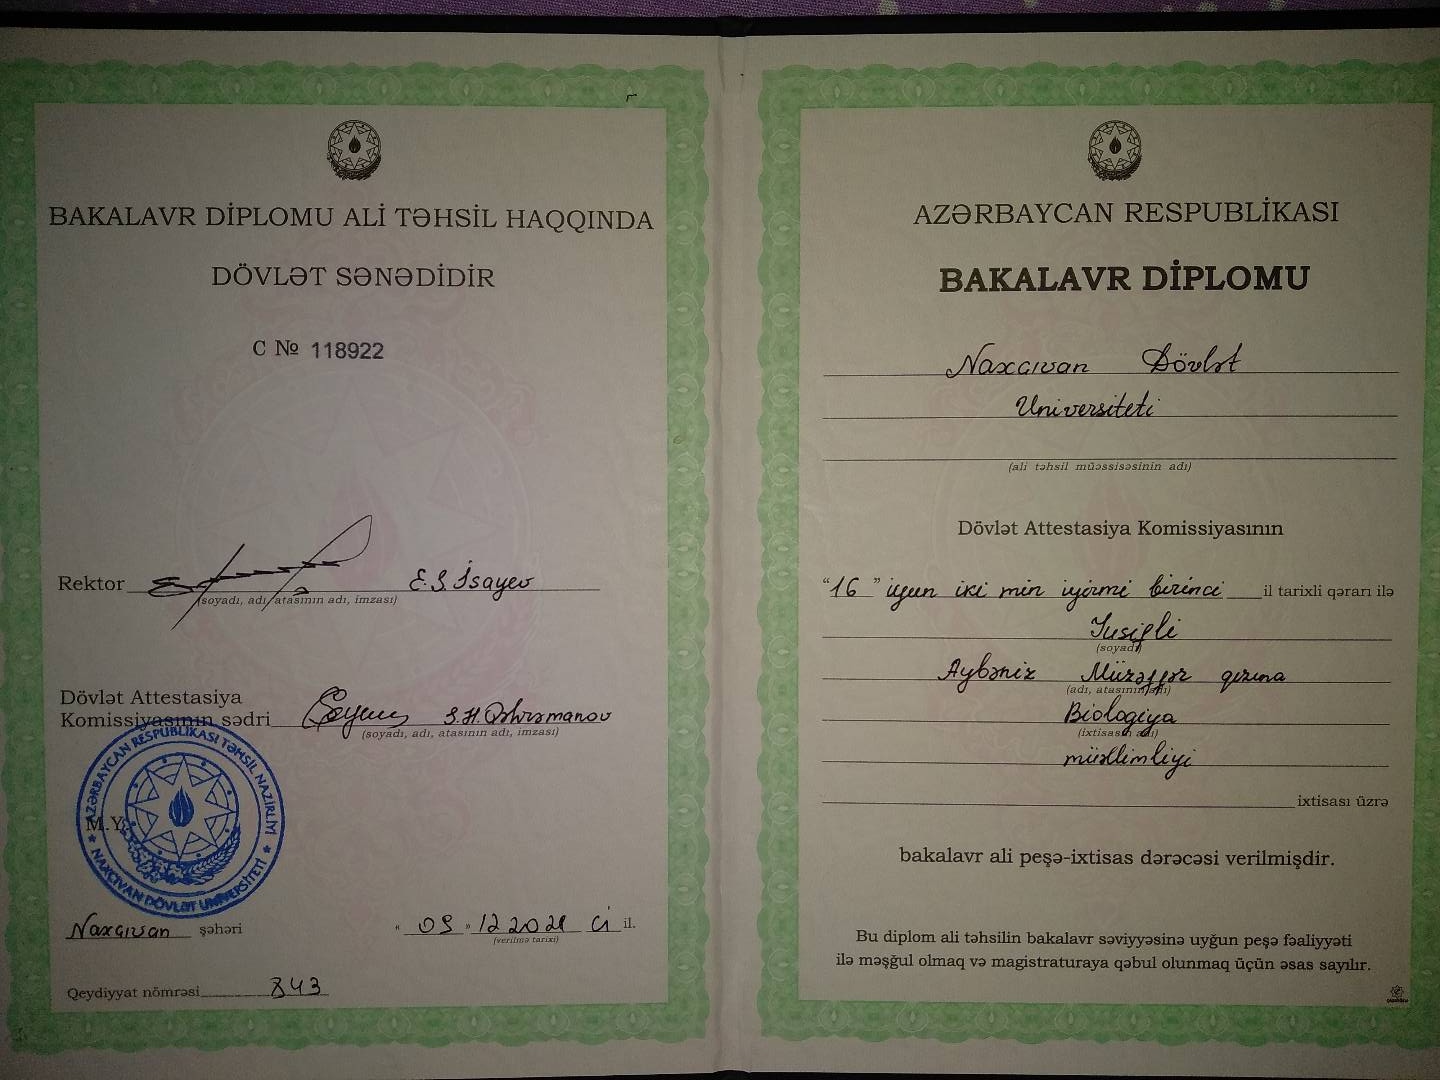 BAKALAVR DİPLOMU ALİ TƏHSİL HAQQINDA
DÖVLƏT SƏNƏDİDİR
C № 118922
Rektor E.S.İsayev
(soyadı, adı, atasının adı, imzası)
Dövlət Attestasiya
Komissiyasının sədri S.H.Qəhrəmanov
(soyadı, adı, atasının adı, imzası)
AZƏRBAYCAN RESPUBLİKASI TƏHSİL NAZİRLİYİ
NAXÇIVAN DÖVLƏT UNİVERSİTETİ
M.Y.
Naxçıvan şəhəri
" 09 " 12 2021 ci il.
(verilmə tarixi)
Qeydiyyat nömrəsi 843
AZƏRBAYCAN RESPUBLİKASI
BAKALAVR DİPLOMU
Naxçıvan Dövlət
Universiteti
(ali təhsil müəssisəsinin adı)
Dövlət Attestasiya Komissiyasının
"16" iyun iki min iyirmi birinci il tarixli qərarı ilə
Yusifli
(soyadı)
Aybəniz Müzəffər qızına
(adı, atasının adı)
Biologiya
(ixtisasın adı)
müəllimliyi
ixtisası üzrə
bakalavr ali peşə-ixtisas dərəcəsi verilmişdir.
Bu diplom ali təhsilin bakalavr səviyyəsinə uyğun peşə fəaliyyəti
ilə məşğul olmaq və magistraturaya qəbul olunmaq üçün əsas sayılır.